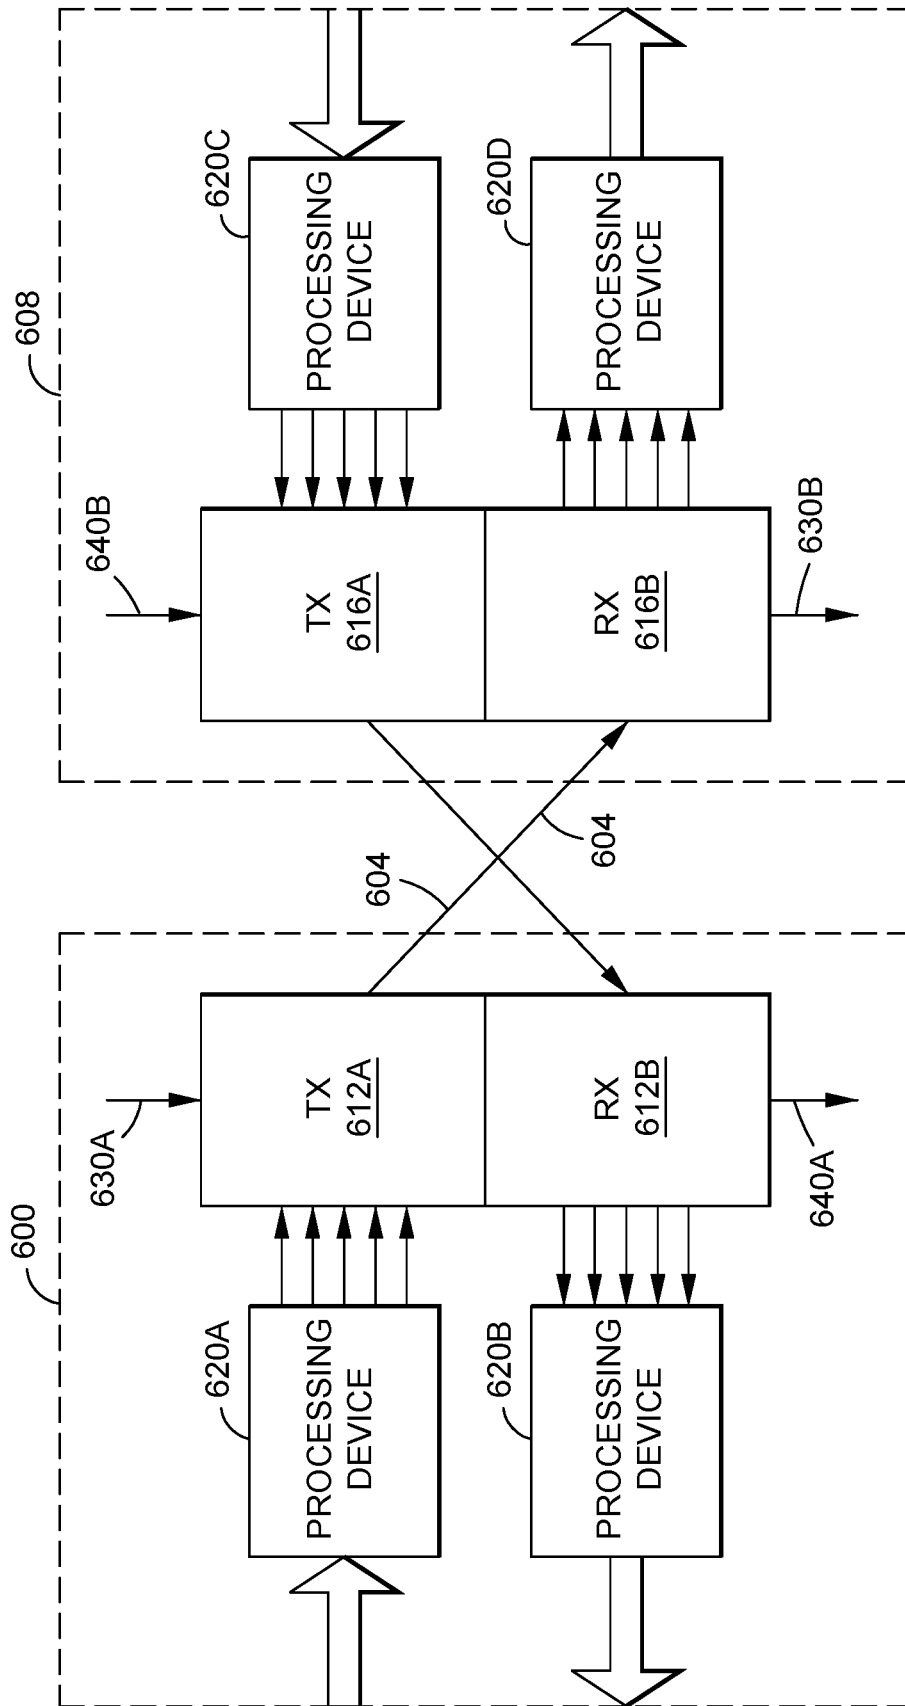 600
608
630A
640B
620A
620C
PROCESSING
DEVICE
TX
612A
TX
616A
PROCESSING
DEVICE
604
604
620B
620D
PROCESSING
DEVICE
RX
612B
RX
616B
PROCESSING
DEVICE
640A
630B